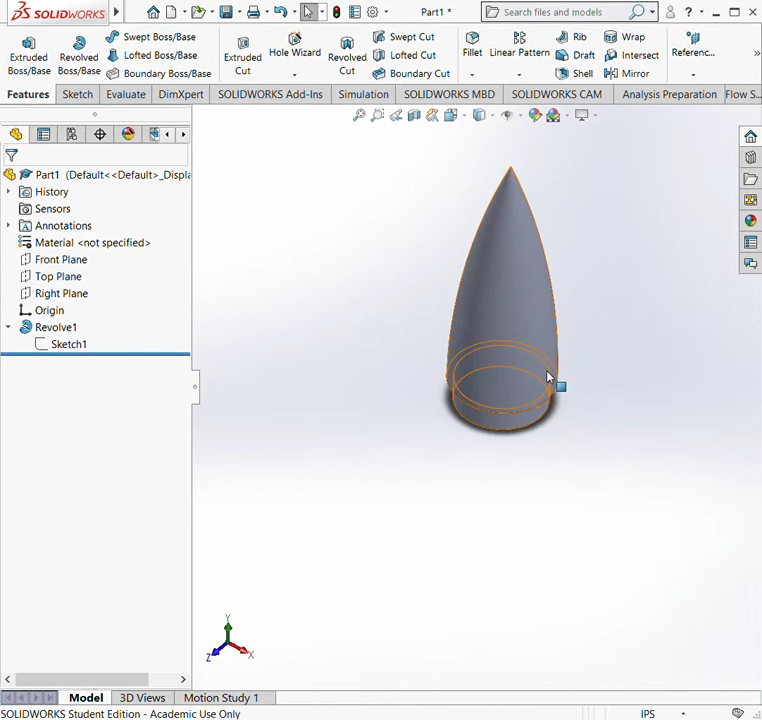 SOLIDWORKS
Part1 *
Search files and models
?
Extruded Boss/Base
Revolved Boss/Base
Swept Boss/Base
Lofted Boss/Base
Boundary Boss/Base
Extruded Cut
Hole Wizard
Revolved Cut
Swept Cut
Lofted Cut
Boundary Cut
Fillet
Linear Pattern
Rib
Draft
Shell
Wrap
Intersect
Mirror
Referenc...
»
Features
Sketch
Evaluate
DimXpert
SOLIDWORKS Add-Ins
Simulation
SOLIDWORKS MBD
SOLIDWORKS CAM
Analysis Preparation
Flow S
Part1 (Default<<Default>_Displa
History
Sensors
Annotations
Material <not specified>
Front Plane
Top Plane
Right Plane
Origin
Revolve1
Sketch1
Y
Z
X
Model
3D Views
Motion Study 1
SOLIDWORKS Student Edition - Academic Use Only
IPS